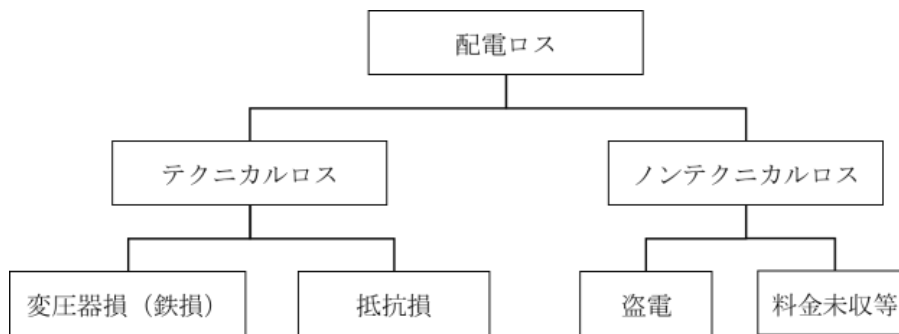 配電ロス
テクニカルロス
ノンテクニカルロス
変圧器損（鉄損）
抵抗損
盗電
料金未収等